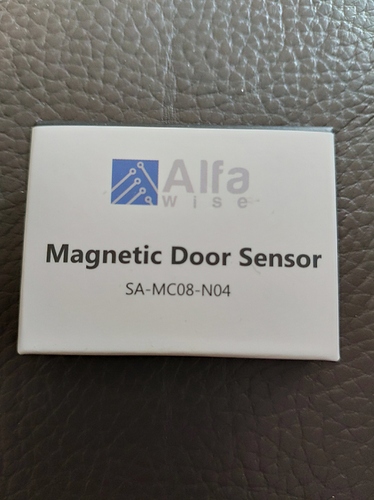 Alfa
wise
Magnetic Door Sensor
SA-MC08-N04